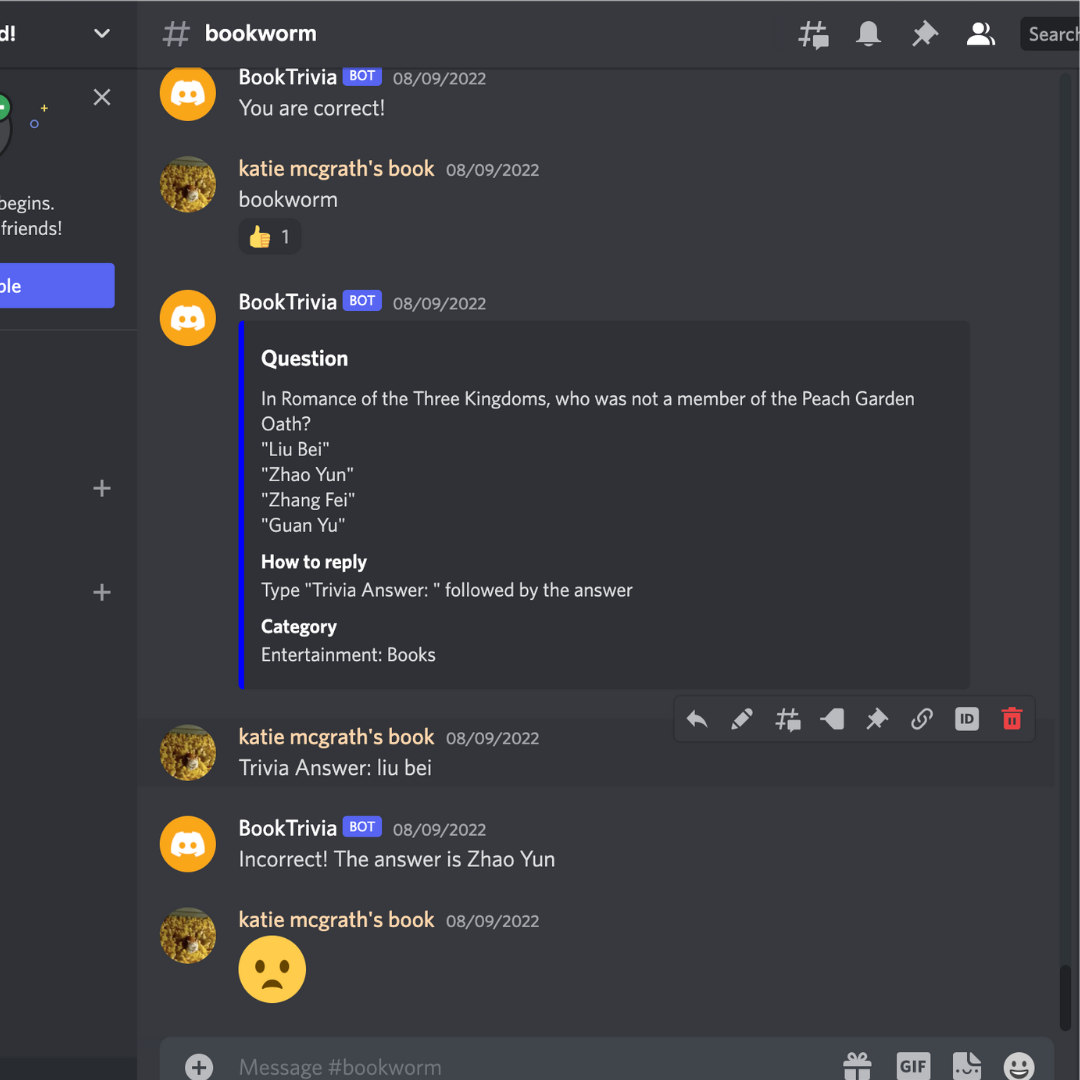 d!
# bookworm
Search
BookTrivia BOT 08/09/2022
You are correct!
begins.
friends!
ble
katie mcgrath's book 08/09/2022
bookworm
1
BookTrivia BOT 08/09/2022
Question
In Romance of the Three Kingdoms, who was not a member of the Peach Garden
Oath?
"Liu Bei"
"Zhao Yun"
"Zhang Fei"
"Guan Yu"
How to reply
Type "Trivia Answer: " followed by the answer
Category
Entertainment: Books
ID
katie mcgrath's book 08/09/2022
Trivia Answer: liu bei
BookTrivia BOT 08/09/2022
Incorrect! The answer is Zhao Yun
katie mcgrath's book 08/09/2022
Message #bookworm
GIF